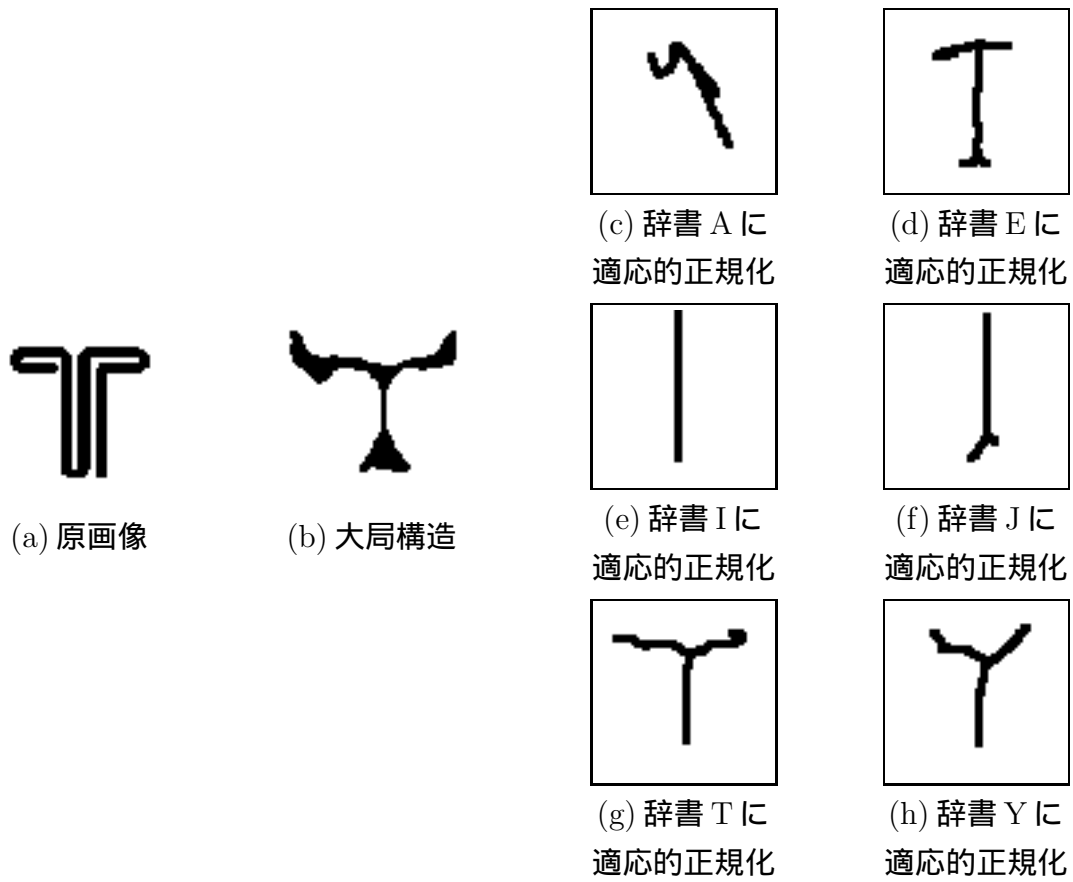 (c) 辞書 A に
適応的正規化
(d) 辞書 E に
適応的正規化
(a) 原画像
(b) 大局構造
(e) 辞書 I に
適応的正規化
(f) 辞書 J に
適応的正規化
(g) 辞書 T に
適応的正規化
(h) 辞書 Y に
適応的正規化